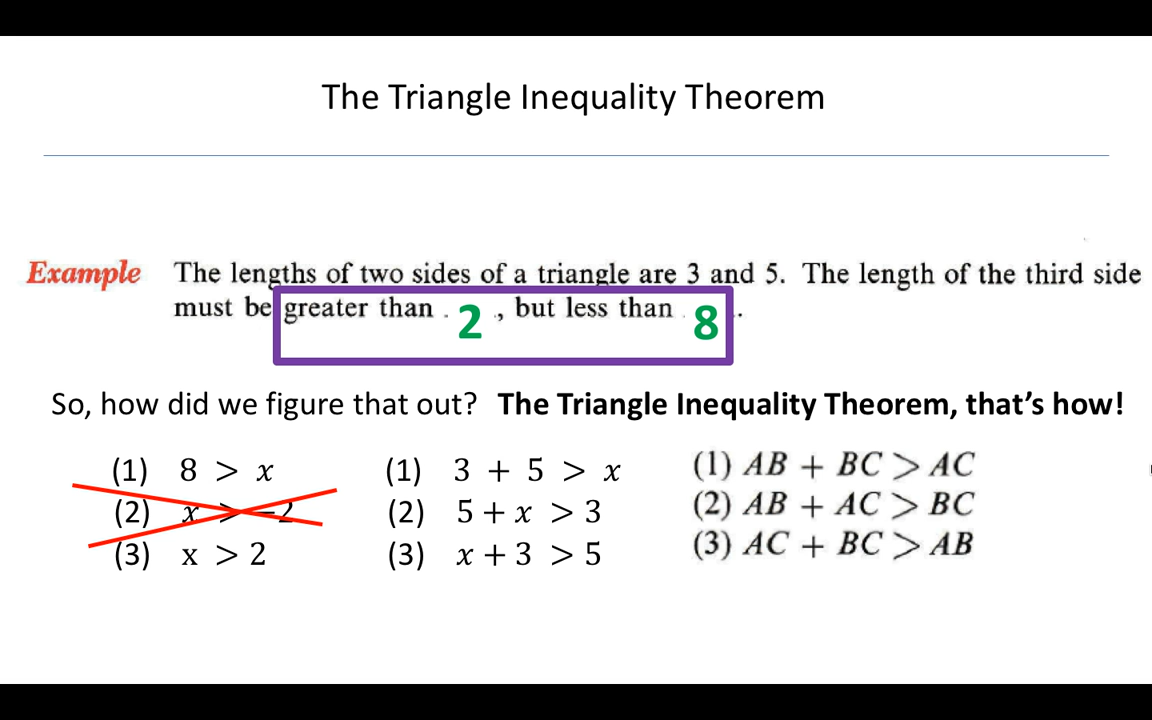 The Triangle Inequality Theorem
Example The lengths of two sides of a triangle are 3 and 5. The length of the third side
must be greater than . 2 ., but less than . 8 ..
So, how did we figure that out? The Triangle Inequality Theorem, that’s how!
(1) 8 > x (1) 3 + 5 > x (1) AB + BC > AC
(2) x > −2 (2) 5 + x > 3 (2) AB + AC > BC
(3) x > 2 (3) x + 3 > 5 (3) AC + BC > AB